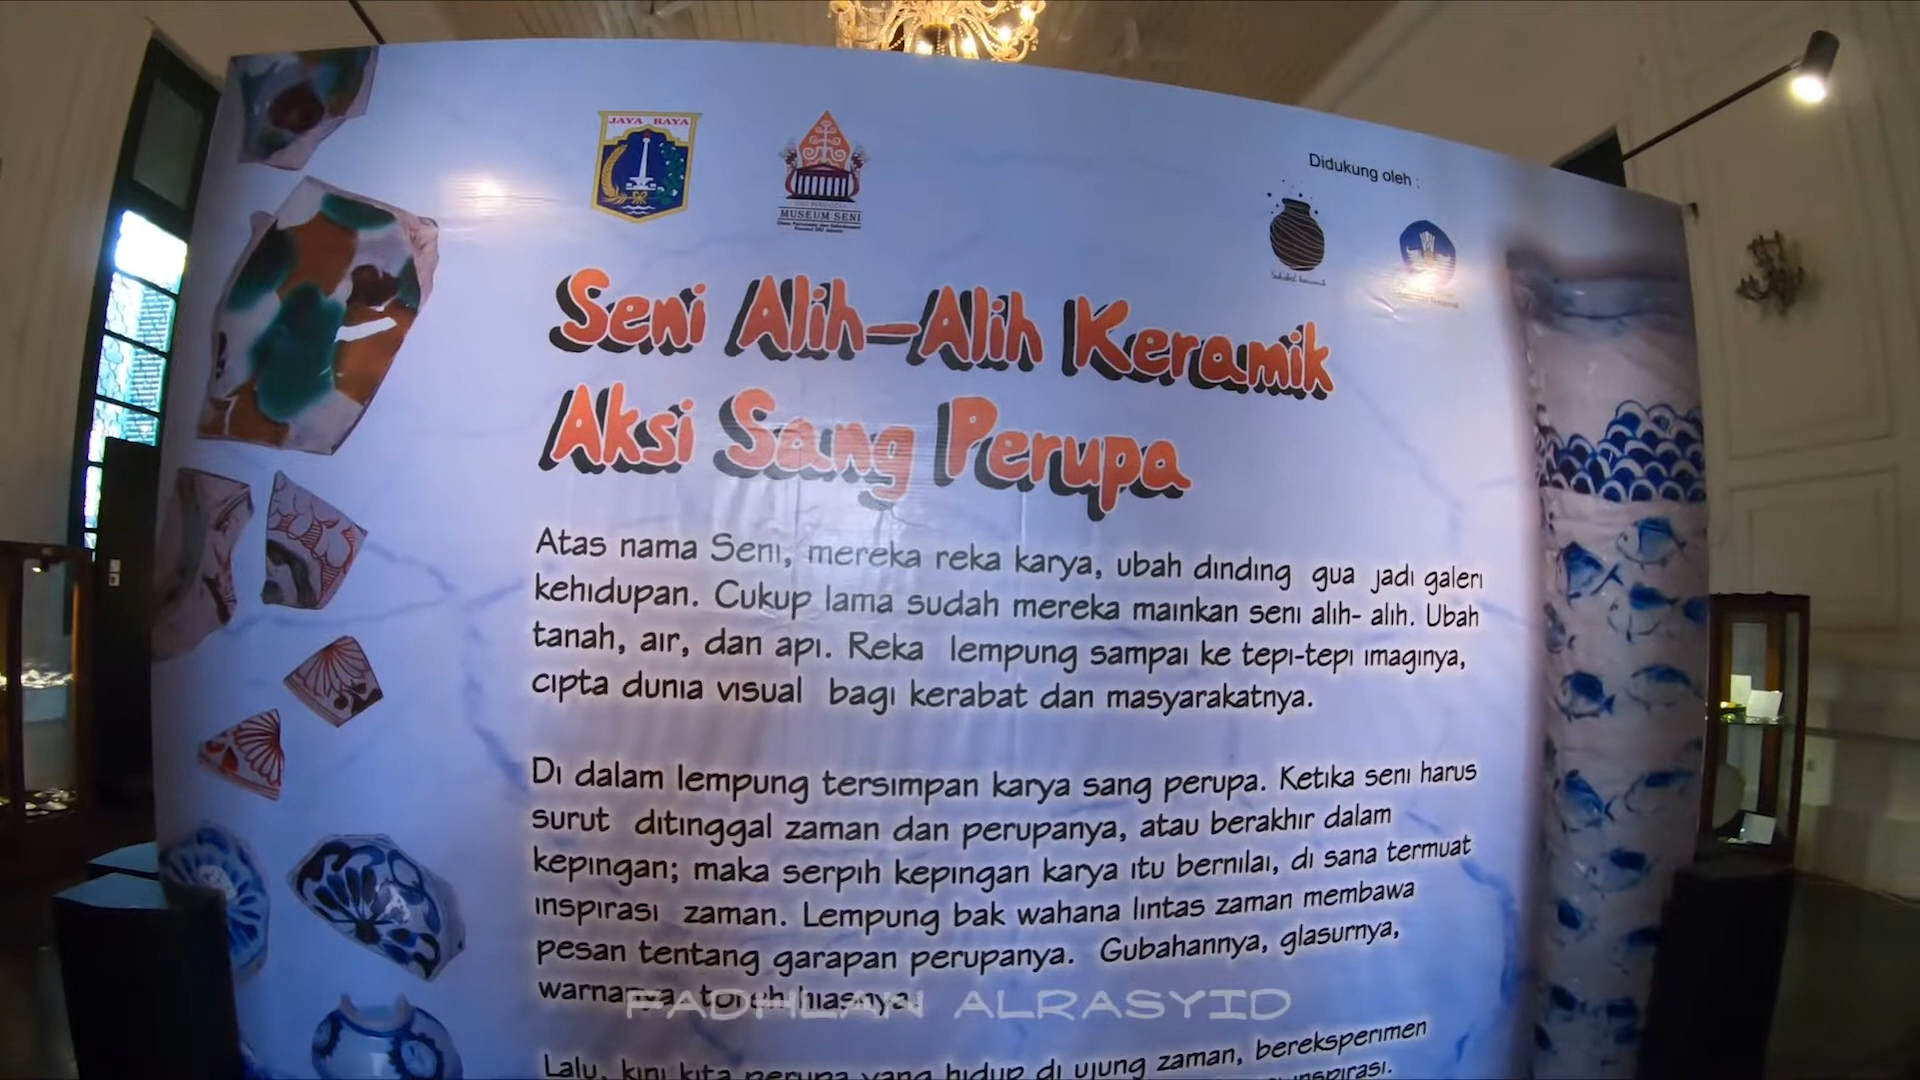 JAYA RAYA
MUSEUM SENI
Didukung oleh :
Seni Alih-Alih Keramik
Aksi Sang Perupa
Atas nama Seni, mereka reka karya, ubah dinding gua jadi galeri
kehidupan. Cukup lama sudah mereka mainkan seni alih- alih. Ubah
tanah, air, dan api. Reka lempung sampai ke tepi-tepi imaginya,
cipta dunia visual bagi kerabat dan masyarakatnya.
Di dalam lempung tersimpan karya sang perupa. Ketika seni harus
surut ditinggal zaman dan perupanya, atau berakhir dalam
kepingan; maka serpih kepingan karya itu bernilai, di sana termuat
inspirasi zaman. Lempung bak wahana lintas zaman membawa
pesan tentang garapan perupanya. Gubahannya, glasurnya,
warnanya, toreh hiasnya.
FADHLAN ALRASYID
Lalu, kini kita perupa yang hidup di ujung zaman, bereksperimen
inspirasi.